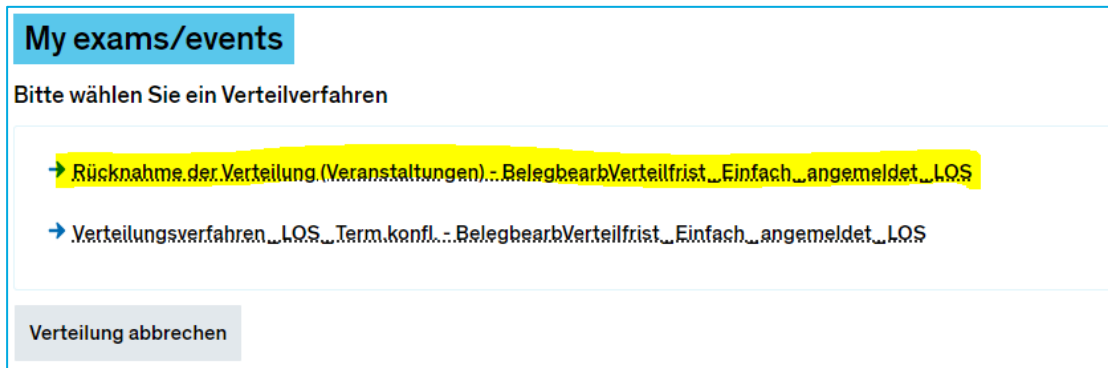 My exams/events
Bitte wählen Sie ein Verteilverfahren
Rücknahme der Verteilung (Veranstaltungen) - BelegbearbVerteilfrist_Einfach_angemeldet_LOS
Verteilungsverfahren_LOS_Term.konfl. - BelegbearbVerteilfrist_Einfach_angemeldet_LOS
Verteilung abbrechen